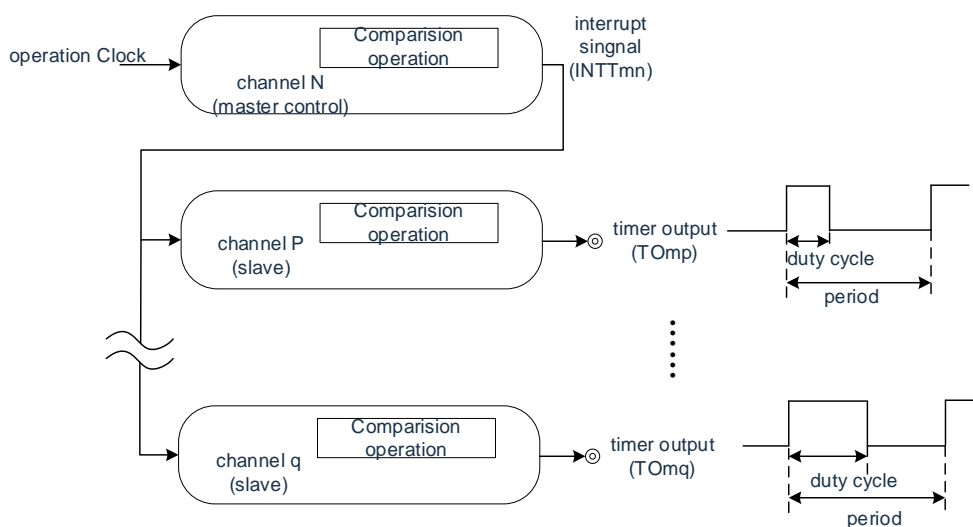 operation Clock
Comparision
operation
channel N
(master control)
interrupt
singnal
(INTTmn)
Comparision
operation
channel P
(slave)
timer output
(TOmp)
duty cycle
period
Comparision
operation
channel q
(slave)
timer output
(TOmq)
duty cycle
period